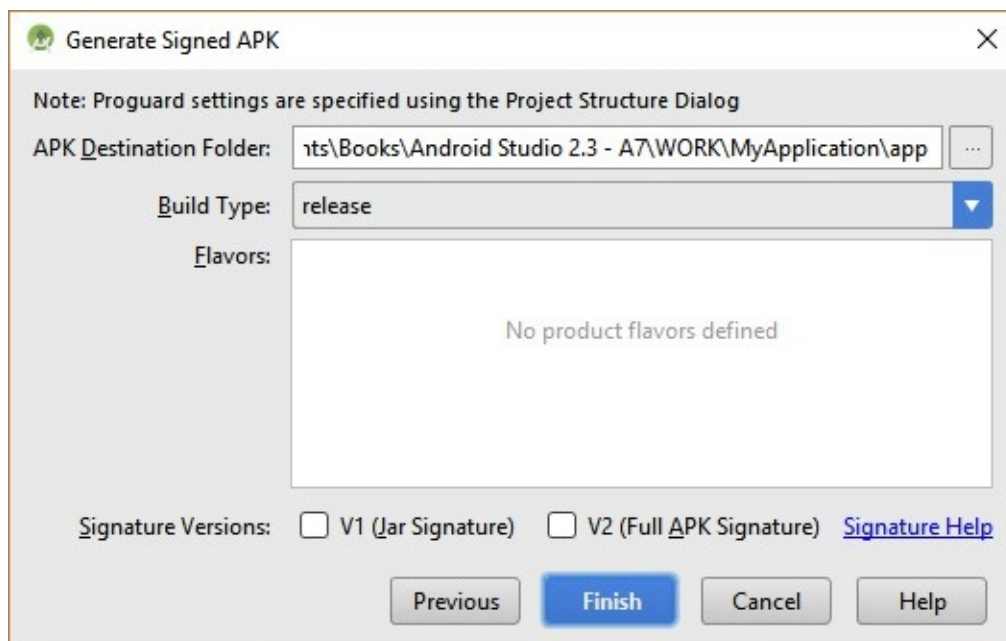 Generate Signed APK
Note: Proguard settings are specified using the Project Structure Dialog
APK Destination Folder: nts\Books\Android Studio 2.3 - A7\WORK\MyApplication\app ...
Build Type: release
Flavors:
No product flavors defined
Signature Versions: V1 (Jar Signature) V2 (Full APK Signature) Signature Help
Previous Finish Cancel Help